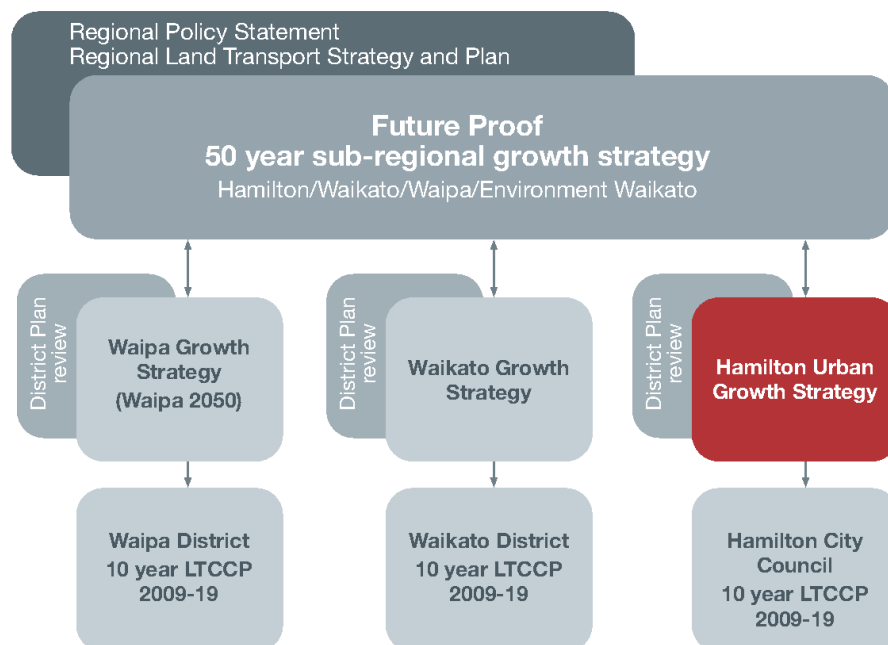 Regional Policy Statement
Regional Land Transport Strategy and Plan
Future Proof
50 year sub-regional growth strategy
Hamilton/Waikato/Waipa/Environment Waikato
District Plan
review
Waipa Growth
Strategy
(Waipa 2050)
District Plan
review
Waikato Growth
Strategy
District Plan
review
Hamilton Urban
Growth Strategy
Waipa District
10 year LTCCP
2009-19
Waikato District
10 year LTCCP
2009-19
Hamilton City
Council
10 year LTCCP
2009-19